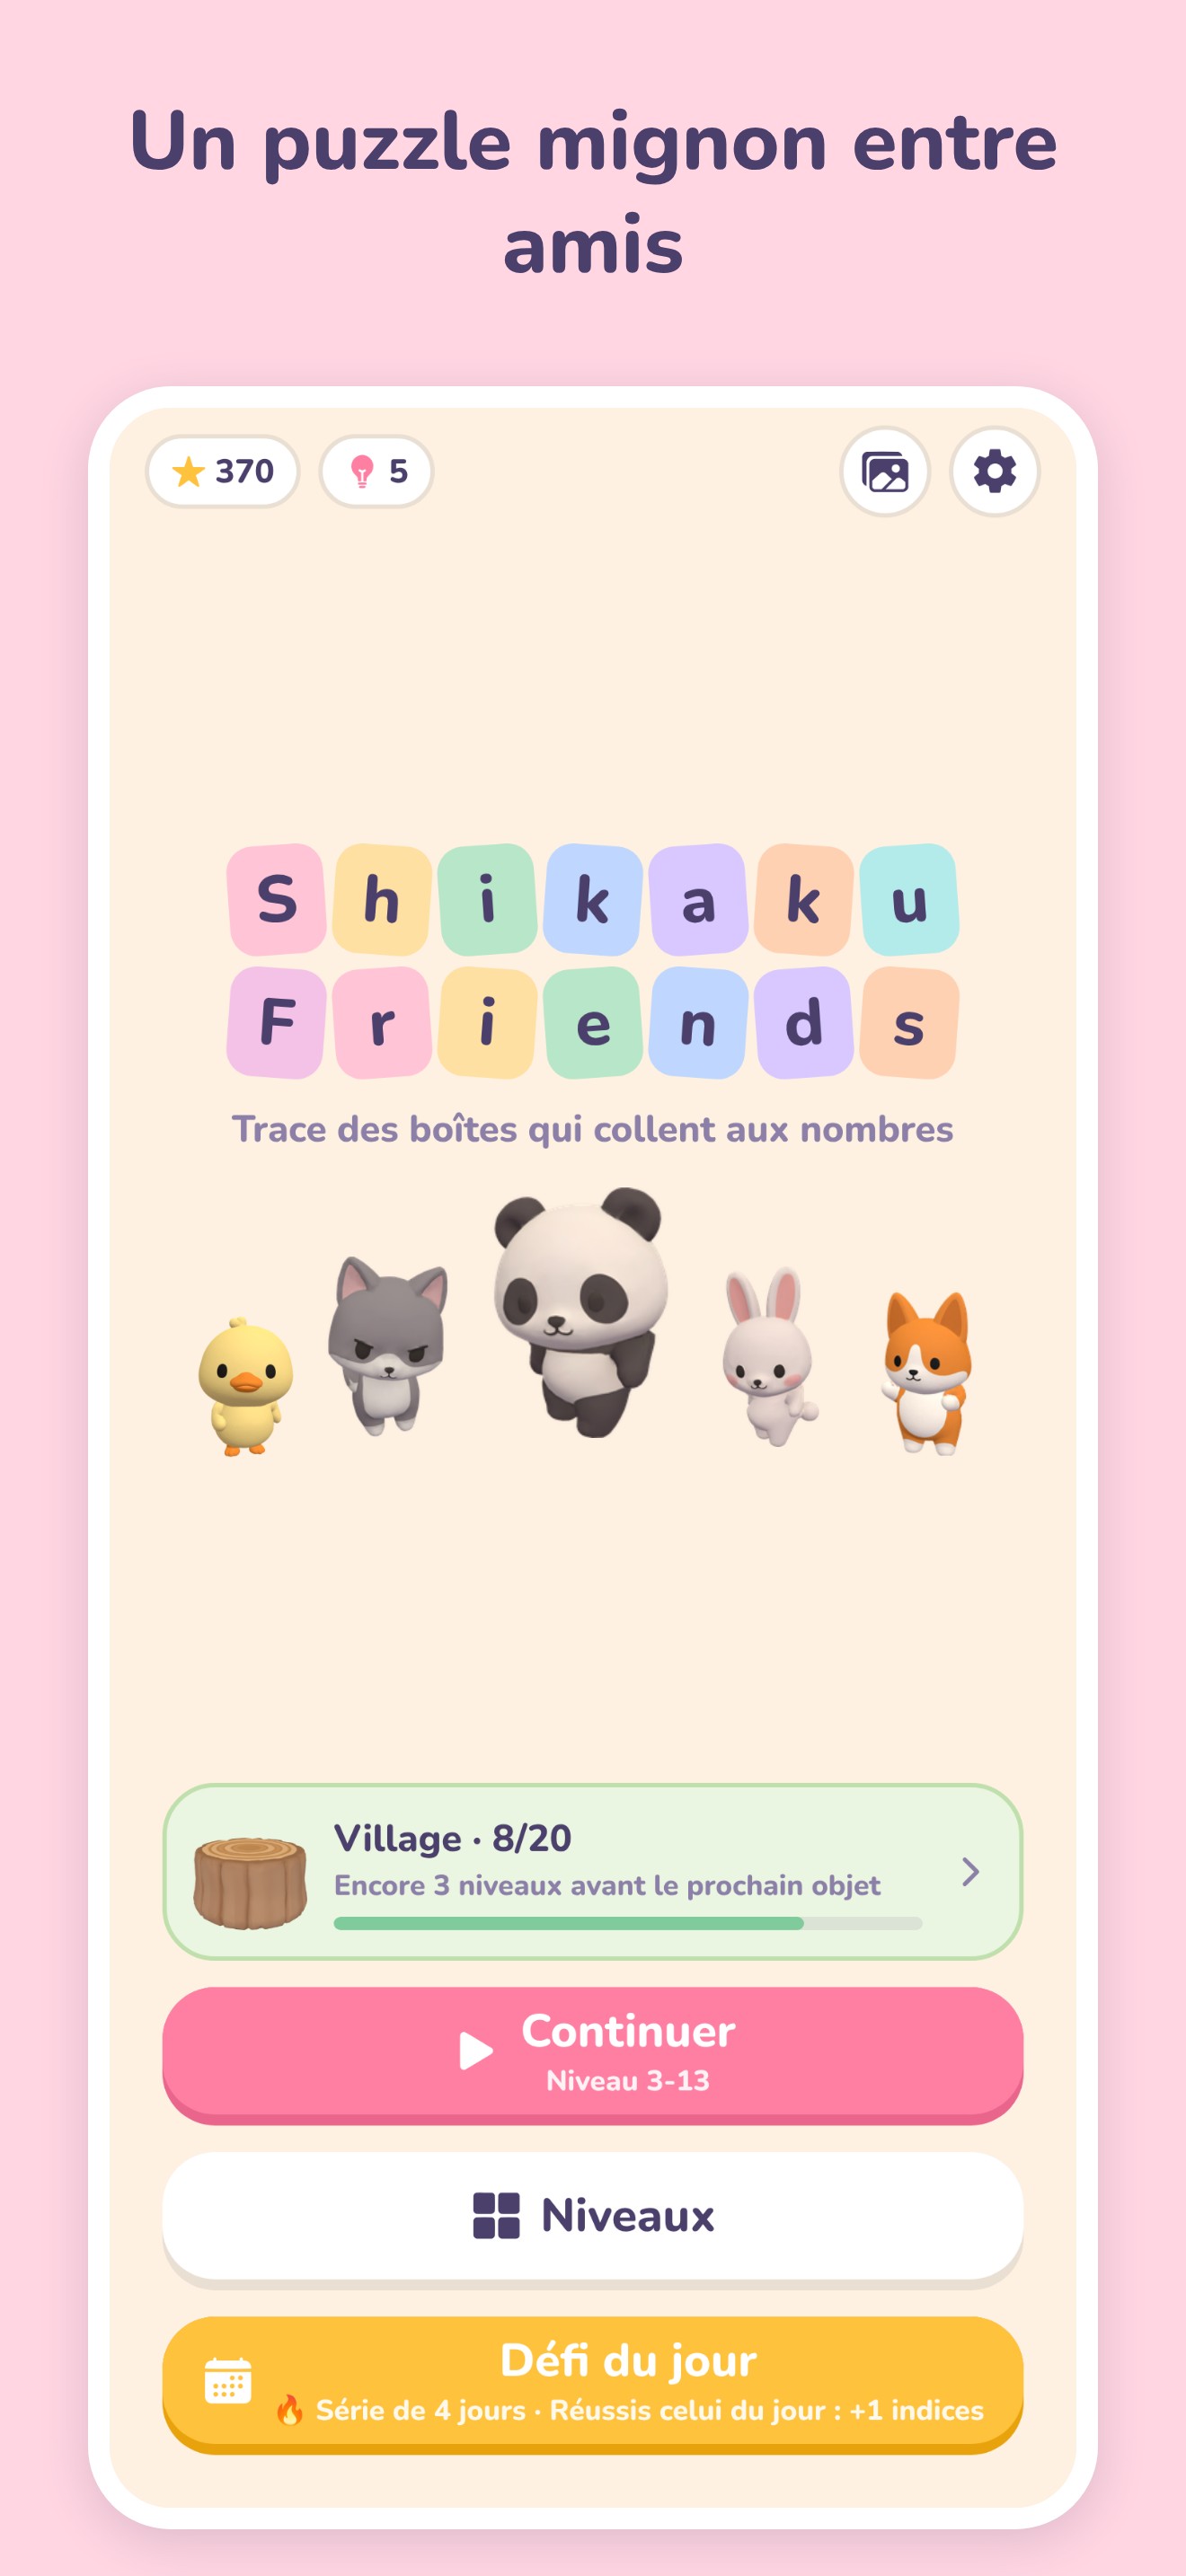 Un puzzle mignon entre
amis
370
5
Shikaku
Friends
Trace des boîtes qui collent aux nombres
Village · 8/20
Encore 3 niveaux avant le prochain objet
Continuer
Niveau 3-13
Niveaux
Défi du jour
🔥 Série de 4 jours · Réussis celui du jour : +1 indices